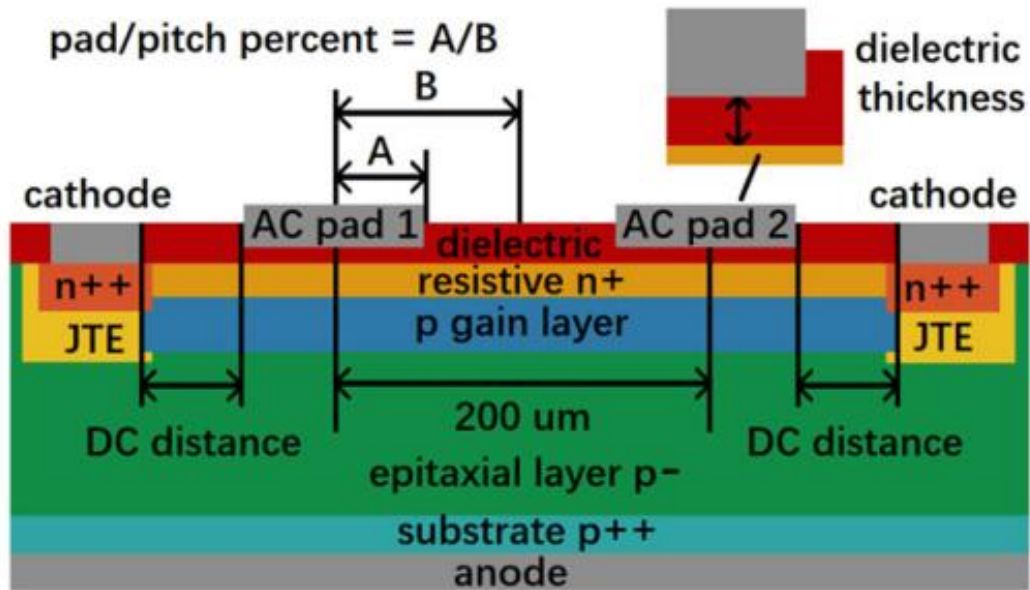 pad/pitch percent = A/B
dielectric
thickness
B
A
cathode
cathode
AC pad 1
AC pad 2
dielectric
n++
resistive n+
n++
JTE
p gain layer
JTE
200 um
DC distance
DC distance
epitaxial layer p-
substrate p++
anode